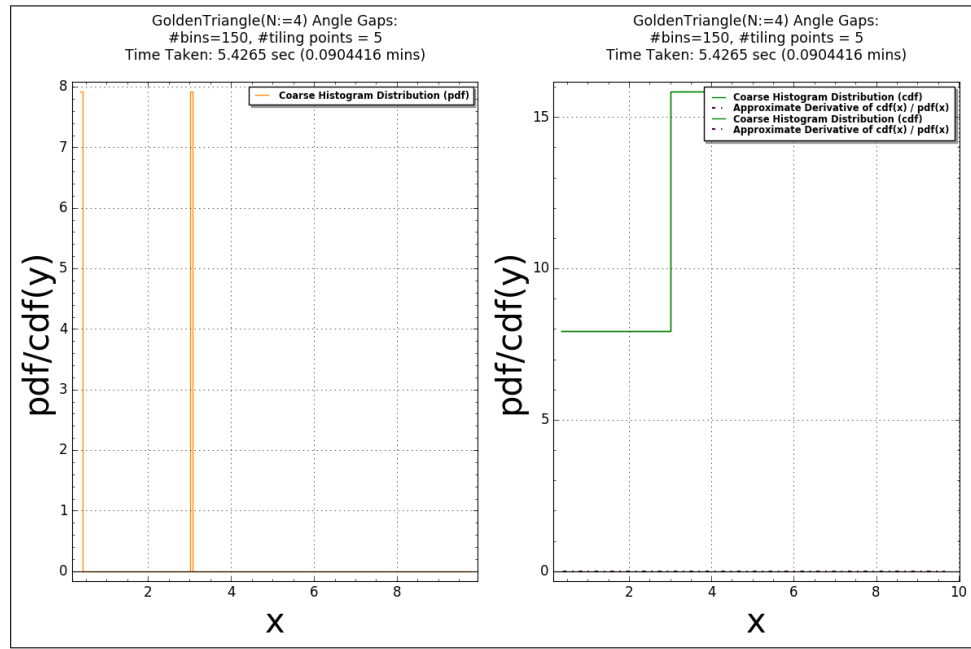 GoldenTriangle(N:=4) Angle Gaps:
#bins=150, #tiling points = 5
Time Taken: 5.4265 sec (0.0904416 mins)
Coarse Histogram Distribution (pdf)
8
7
6
5
4
3
2
1
0
2
4
6
8
pdf/cdf(y)
x
GoldenTriangle(N:=4) Angle Gaps:
#bins=150, #tiling points = 5
Time Taken: 5.4265 sec (0.0904416 mins)
Coarse Histogram Distribution (cdf)
Approximate Derivative of cdf(x) / pdf(x)
Coarse Histogram Distribution (cdf)
Approximate Derivative of cdf(x) / pdf(x)
15
10
5
0
2
4
6
8
10
pdf/cdf(y)
x